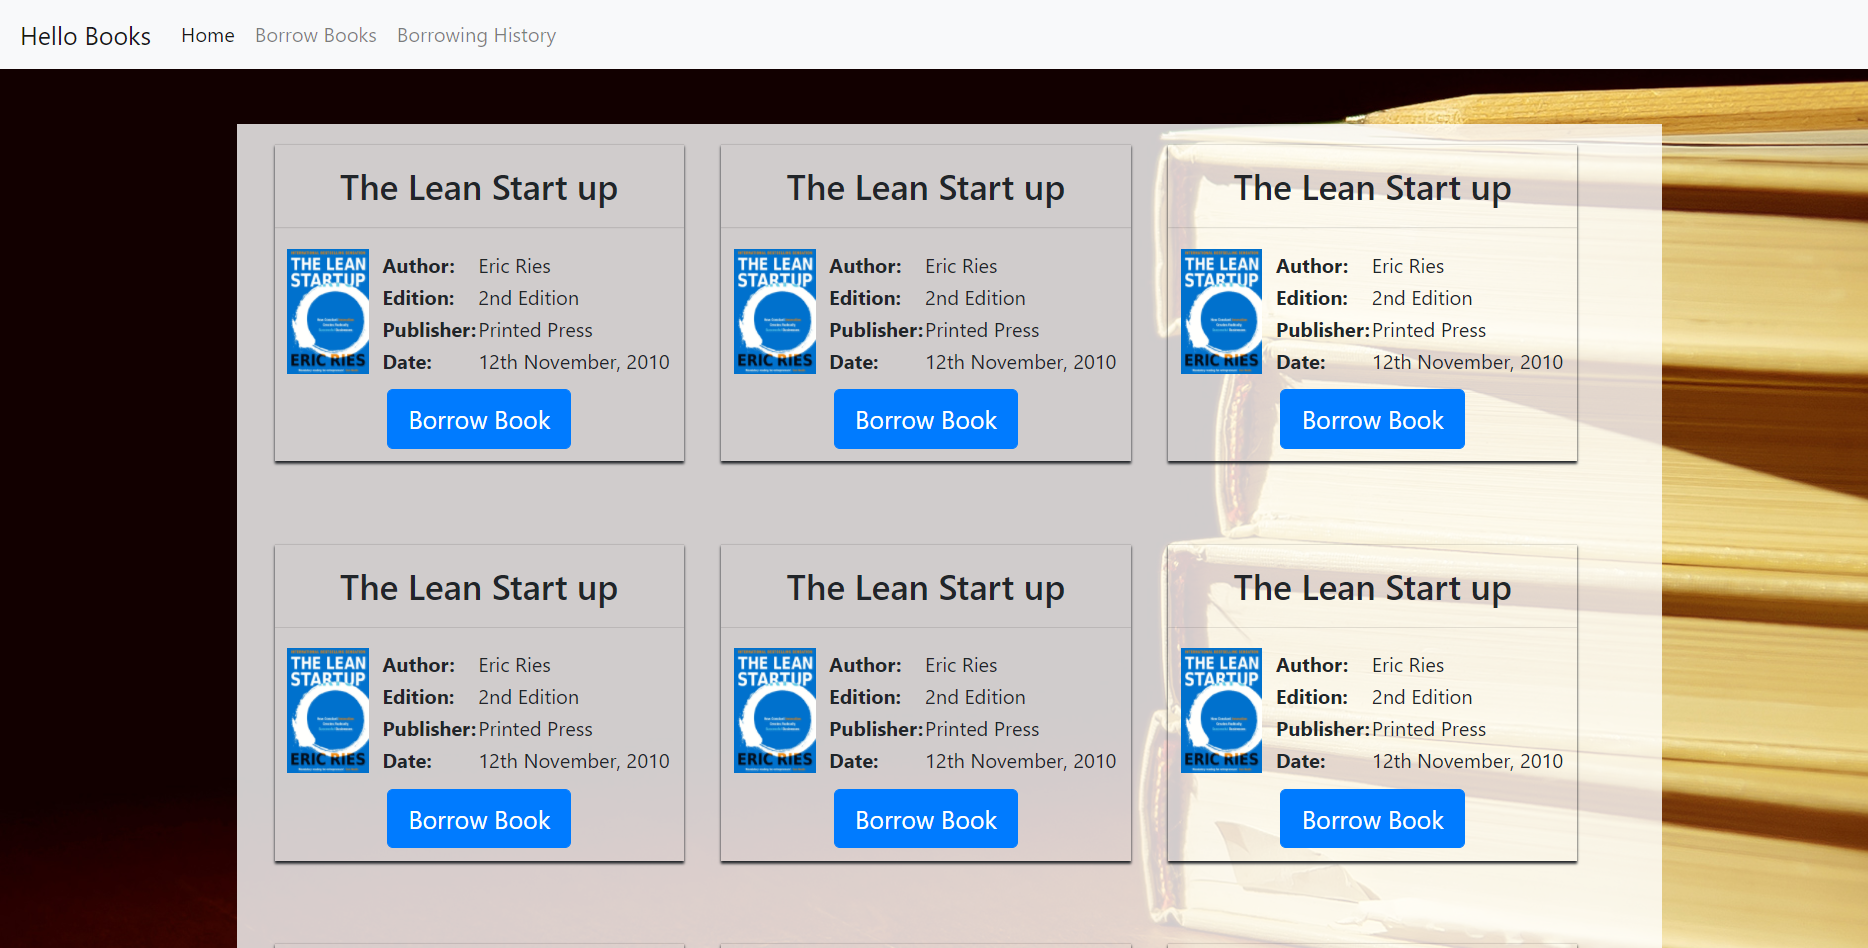 Hello Books Home Borrow Books Borrowing History
The Lean Start up
THE LEAN
STARTUP
ERIC RIES
Author: Eric Ries
Edition: 2nd Edition
Publisher: Printed Press
Date: 12th November, 2010
Borrow Book
The Lean Start up
THE LEAN
STARTUP
ERIC RIES
Author: Eric Ries
Edition: 2nd Edition
Publisher: Printed Press
Date: 12th November, 2010
Borrow Book
The Lean Start up
THE LEAN
STARTUP
ERIC RIES
Author: Eric Ries
Edition: 2nd Edition
Publisher: Printed Press
Date: 12th November, 2010
Borrow Book
The Lean Start up
THE LEAN
STARTUP
ERIC RIES
Author: Eric Ries
Edition: 2nd Edition
Publisher: Printed Press
Date: 12th November, 2010
Borrow Book
The Lean Start up
THE LEAN
STARTUP
ERIC RIES
Author: Eric Ries
Edition: 2nd Edition
Publisher: Printed Press
Date: 12th November, 2010
Borrow Book
The Lean Start up
THE LEAN
STARTUP
ERIC RIES
Author: Eric Ries
Edition: 2nd Edition
Publisher: Printed Press
Date: 12th November, 2010
Borrow Book